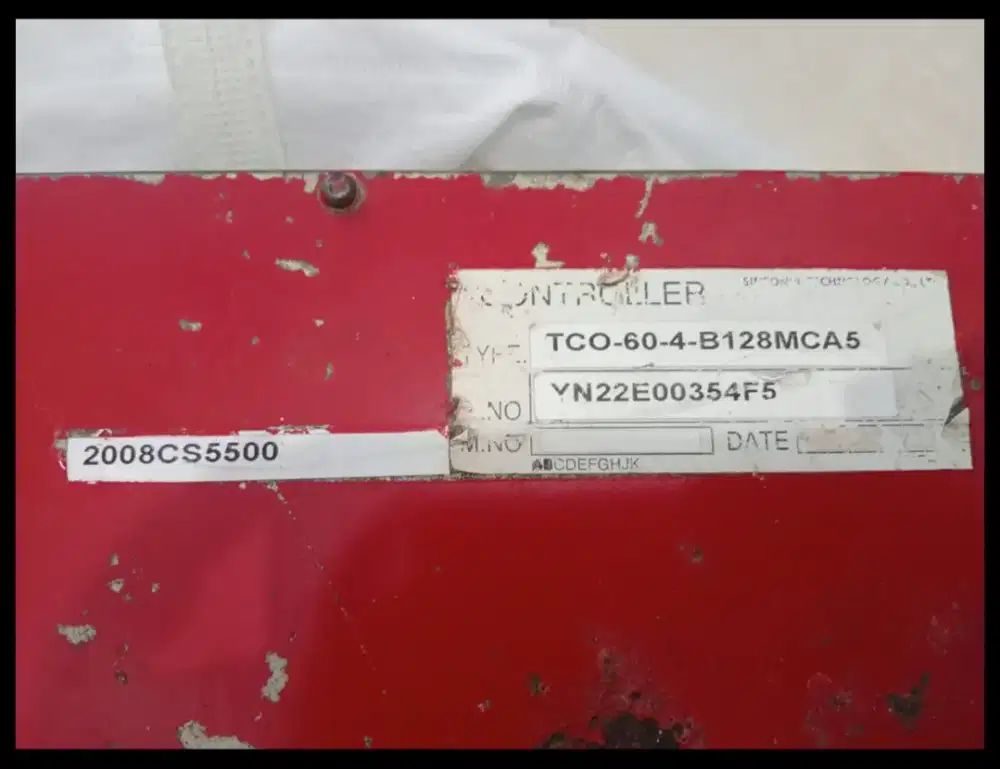 CONTROLLER
TYPE. TCO-60-4-B128MCA5
.NO YN22E00354F5
M.NO DATE
ABCDEFGHJK
2008CS5500